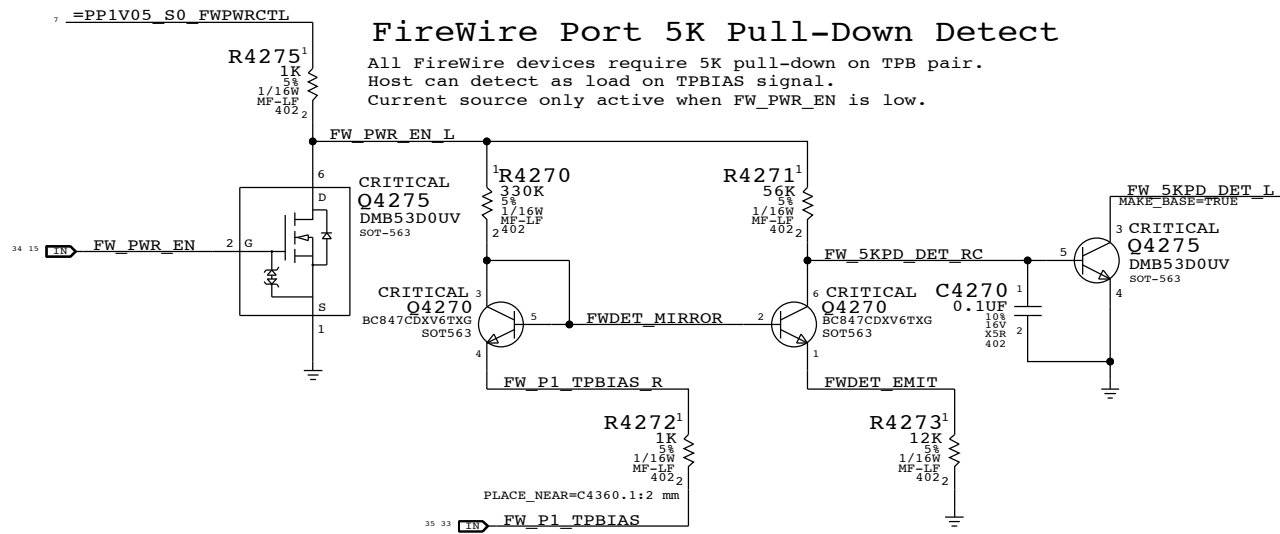 7 =PP1V05_S0_FWPWRCTL
FireWire Port 5K Pull-Down Detect
All FireWire devices require 5K pull-down on TPB pair.
Host can detect as load on TPBIAS signal.
Current source only active when FW_PWR_EN is low.
R4275 1
1K
5%
1/16W
MF-LF
402 2
FW_PWR_EN_L
6
D
CRITICAL
Q4275
DMB53D0UV
SOT-563
34 15 IN FW_PWR_EN 2 G
S
1
1 R4270
330K
5%
1/16W
MF-LF
2 402
R4271 1
56K
5%
1/16W
MF-LF
402 2
FW_5KPD_DET_L
MAKE_BASE=TRUE
3 CRITICAL
5 Q4275
DMB53D0UV
SOT-563
4
FW_5KPD_DET_RC
CRITICAL 3
Q4270
BC847CDXV6TXG
SOT563
5
4
FWDET_MIRROR
6 CRITICAL
2 Q4270
BC847CDXV6TXG
SOT563
1
C4270 1
0.1UF
10%
16V
X5R
402
2
FW_P1_TPBIAS_R
FWDET_EMIT
R4272 1
1K
5%
1/16W
MF-LF
402 2
R4273 1
12K
5%
1/16W
MF-LF
402 2
PLACE_NEAR=C4360.1:2 mm
35 33 IN FW_P1_TPBIAS